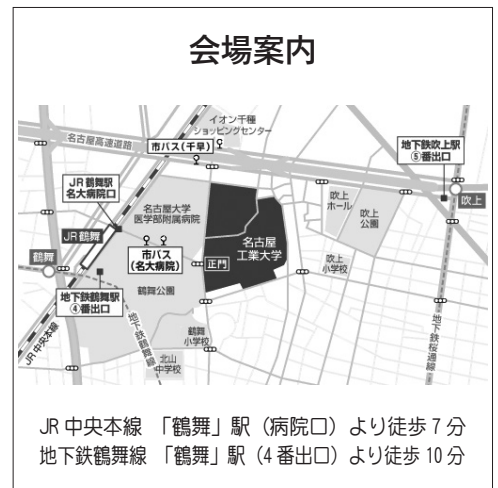 会場案内
イオン千種
ショッピングセンター
名古屋高速道路
市バス(千早)
地下鉄吹上駅
⑤番出口
JR鶴舞駅
名大病院口
名古屋大学
医学部附属病院
吹上
ホール
吹上
公園
吹上
JR鶴舞
鶴舞
市バス
(名大病院)
正門
名古屋
工業大学
吹上
小学校
地下鉄鶴舞駅
④番出口
鶴舞公園
鶴舞
小学校
北山
中学校
JR中央本線
地下鉄鶴舞線
地下鉄桜通線
JR中央本線 「鶴舞」駅(病院口)より徒歩7分
地下鉄鶴舞線 「鶴舞」駅(4番出口)より徒歩10分